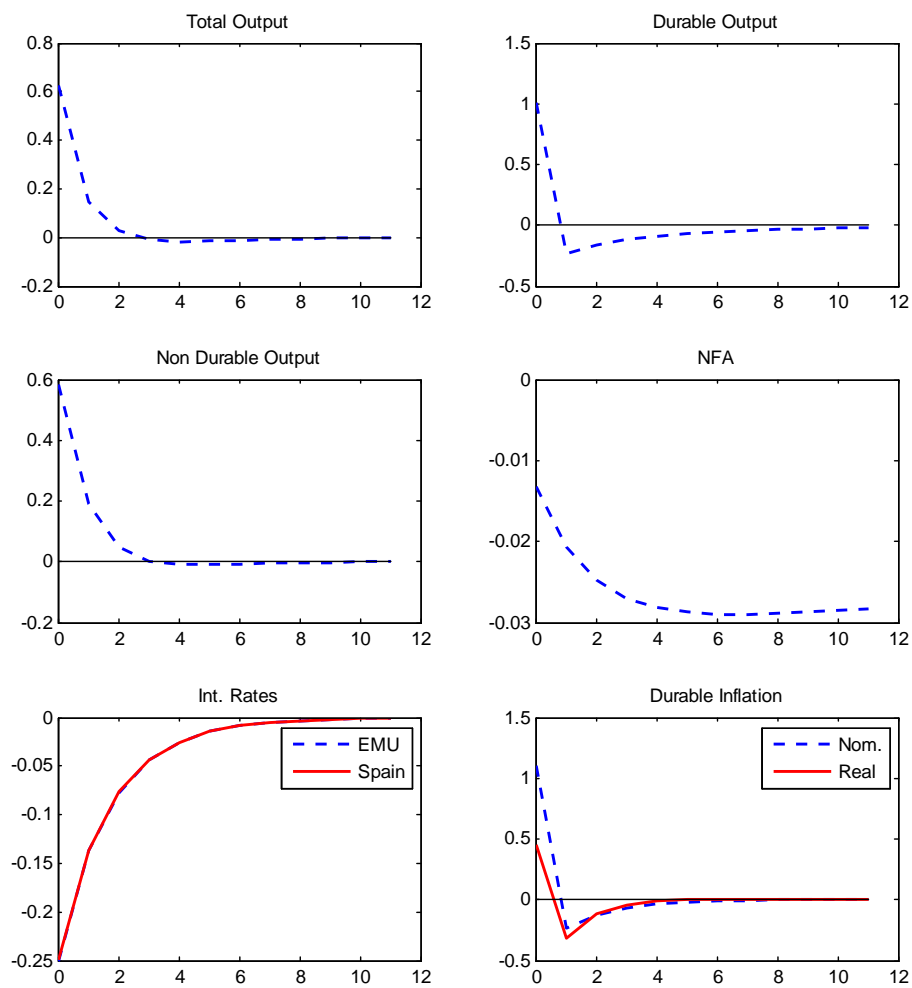 Total Output
0.8
0.6
0.4
0.2
0
-0.2
0 2 4 6 8 10 12
Durable Output
1.5
1
0.5
0
-0.5
0 2 4 6 8 10 12
Non Durable Output
0.6
0.4
0.2
0
-0.2
0 2 4 6 8 10 12
NFA
0
-0.01
-0.02
-0.03
0 2 4 6 8 10 12
Int. Rates
0
-0.05
-0.1
-0.15
-0.2
-0.25
0 2 4 6 8 10 12
EMU
Spain
Durable Inflation
1.5
1
0.5
0
-0.5
0 2 4 6 8 10 12
Nom.
Real